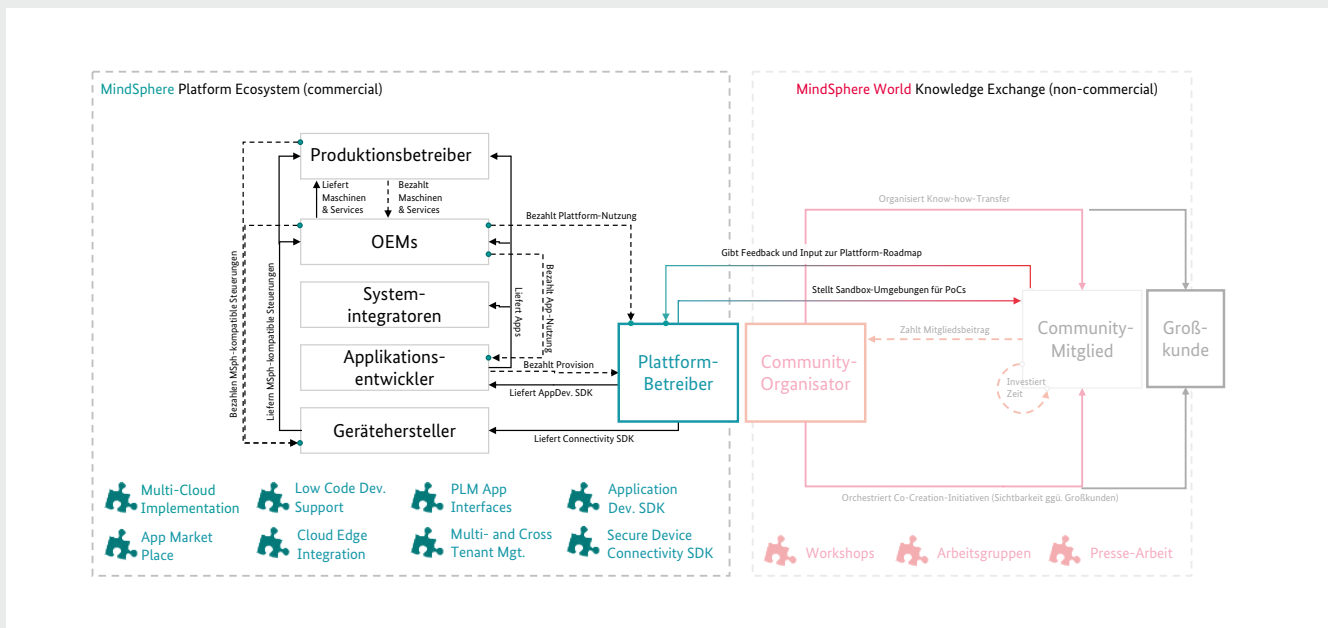 MindSphere Platform Ecosystem (commercial)
Produktionsbetreiber
Liefert
Maschinen
& Services
Bezahlt
Maschinen
& Services
OEMs
System-
integratoren
Applikations-
entwickler
Gerätehersteller
Bezahlen MSph-kompatible Steuerungen
Liefern MSph-kompatible Steuerungen
Liefert Apps
Bezahlt App-Nutzung
Bezahlt Plattform-Nutzung
Bezahlt Provision
Liefert AppDev. SDK
Liefert Connectivity SDK
Plattform-
Betreiber
Multi-Cloud
Implementation
Low Code Dev.
Support
PLM App
Interfaces
Application
Dev. SDK
App Market
Place
Cloud Edge
Integration
Multi- and Cross
Tenant Mgt.
Secure Device
Connectivity SDK
MindSphere World Knowledge Exchange (non-commercial)
Organisiert Know-how-Transfer
Gibt Feedback und Input zur Plattform-Roadmap
Stellt Sandbox-Umgebungen für PoCs
Zahlt Mitgliedsbeitrag
Community-
Organisator
Community-
Mitglied
Groß-
kunde
Investiert
Zeit
Orchestriert Co-Creation-Initiativen (Sichtbarkeit ggü. Großkunden)
Workshops
Arbeitsgruppen
Presse-Arbeit